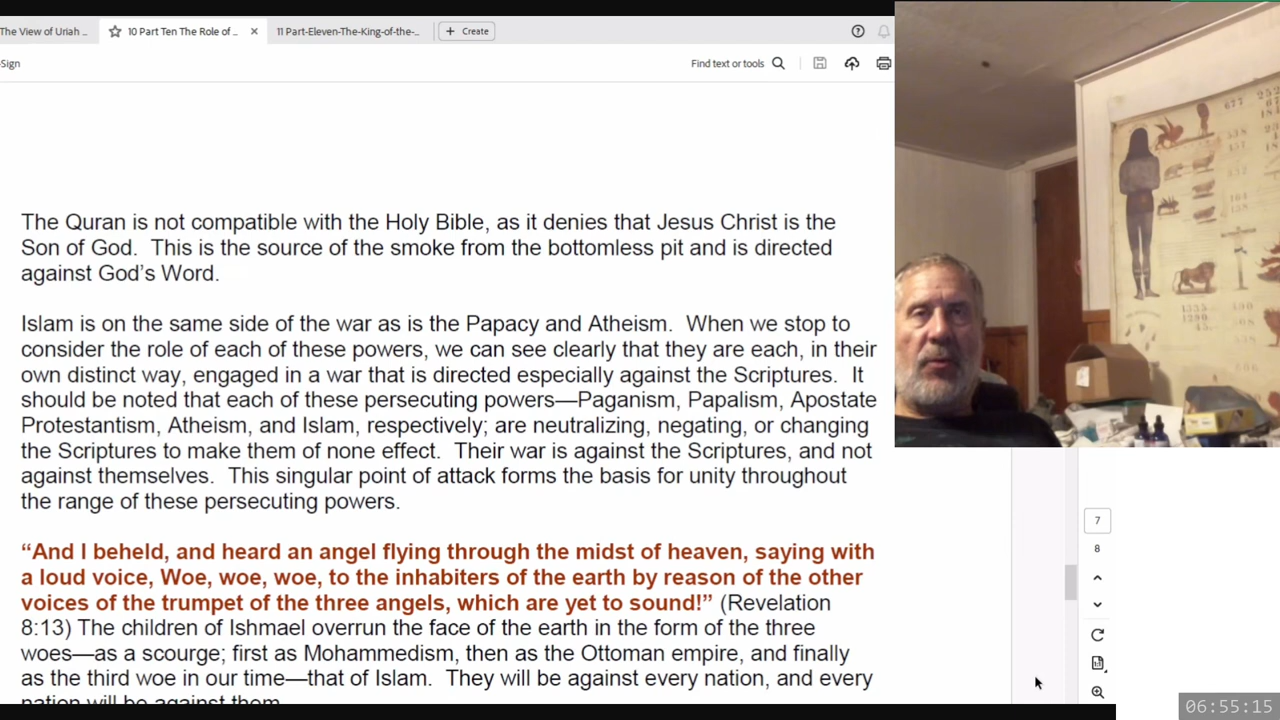 The View of Uriah ..
10 Part Ten The Role of ..
11 Part-Eleven-The-King-of-the-..
Create
-Sign
Find text or tools
The Quran is not compatible with the Holy Bible, as it denies that Jesus Christ is the
Son of God.  This is the source of the smoke from the bottomless pit and is directed
against God’s Word.
Islam is on the same side of the war as is the Papacy and Atheism.  When we stop to
consider the role of each of these powers, we can see clearly that they are each, in their
own distinct way, engaged in a war that is directed especially against the Scriptures.  It
should be noted that each of these persecuting powers—Paganism, Papalism, Apostate
Protestantism, Atheism, and Islam, respectively; are neutralizing, negating, or changing
the Scriptures to make them of none effect.  Their war is against the Scriptures, and not
against themselves.  This singular point of attack forms the basis for unity throughout
the range of these persecuting powers.
“And I beheld, and heard an angel flying through the midst of heaven, saying with
a loud voice, Woe, woe, woe, to the inhabiters of the earth by reason of the other
voices of the trumpet of the three angels, which are yet to sound!” (Revelation
8:13) The children of Ishmael overrun the face of the earth in the form of the three
woes—as a scourge; first as Mohammedism, then as the Ottoman empire, and finally
as the third woe in our time—that of Islam.  They will be against every nation, and every
nation will be against them.
7
8
677
538
508
06:55:15